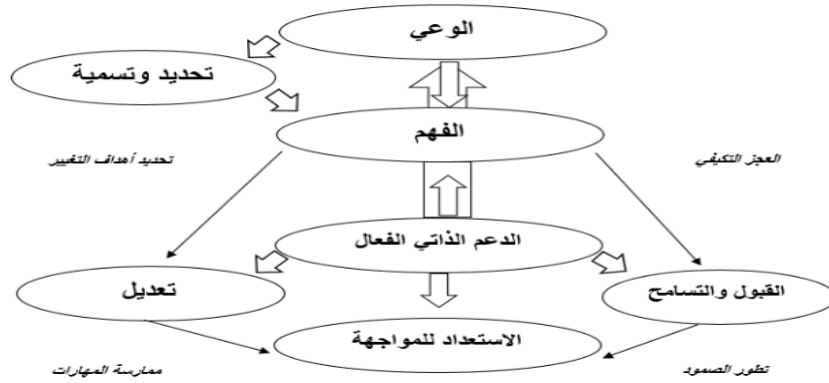 الوعي
تحديد وتسمية
الفهم
العجز التكيفي
تحديد أهداف التغيير
الدعم الذاتي الفعال
القبول والتسامح
تعديل
الاستعداد للمواجهة
تطور الصمود
ممارسة المهارات